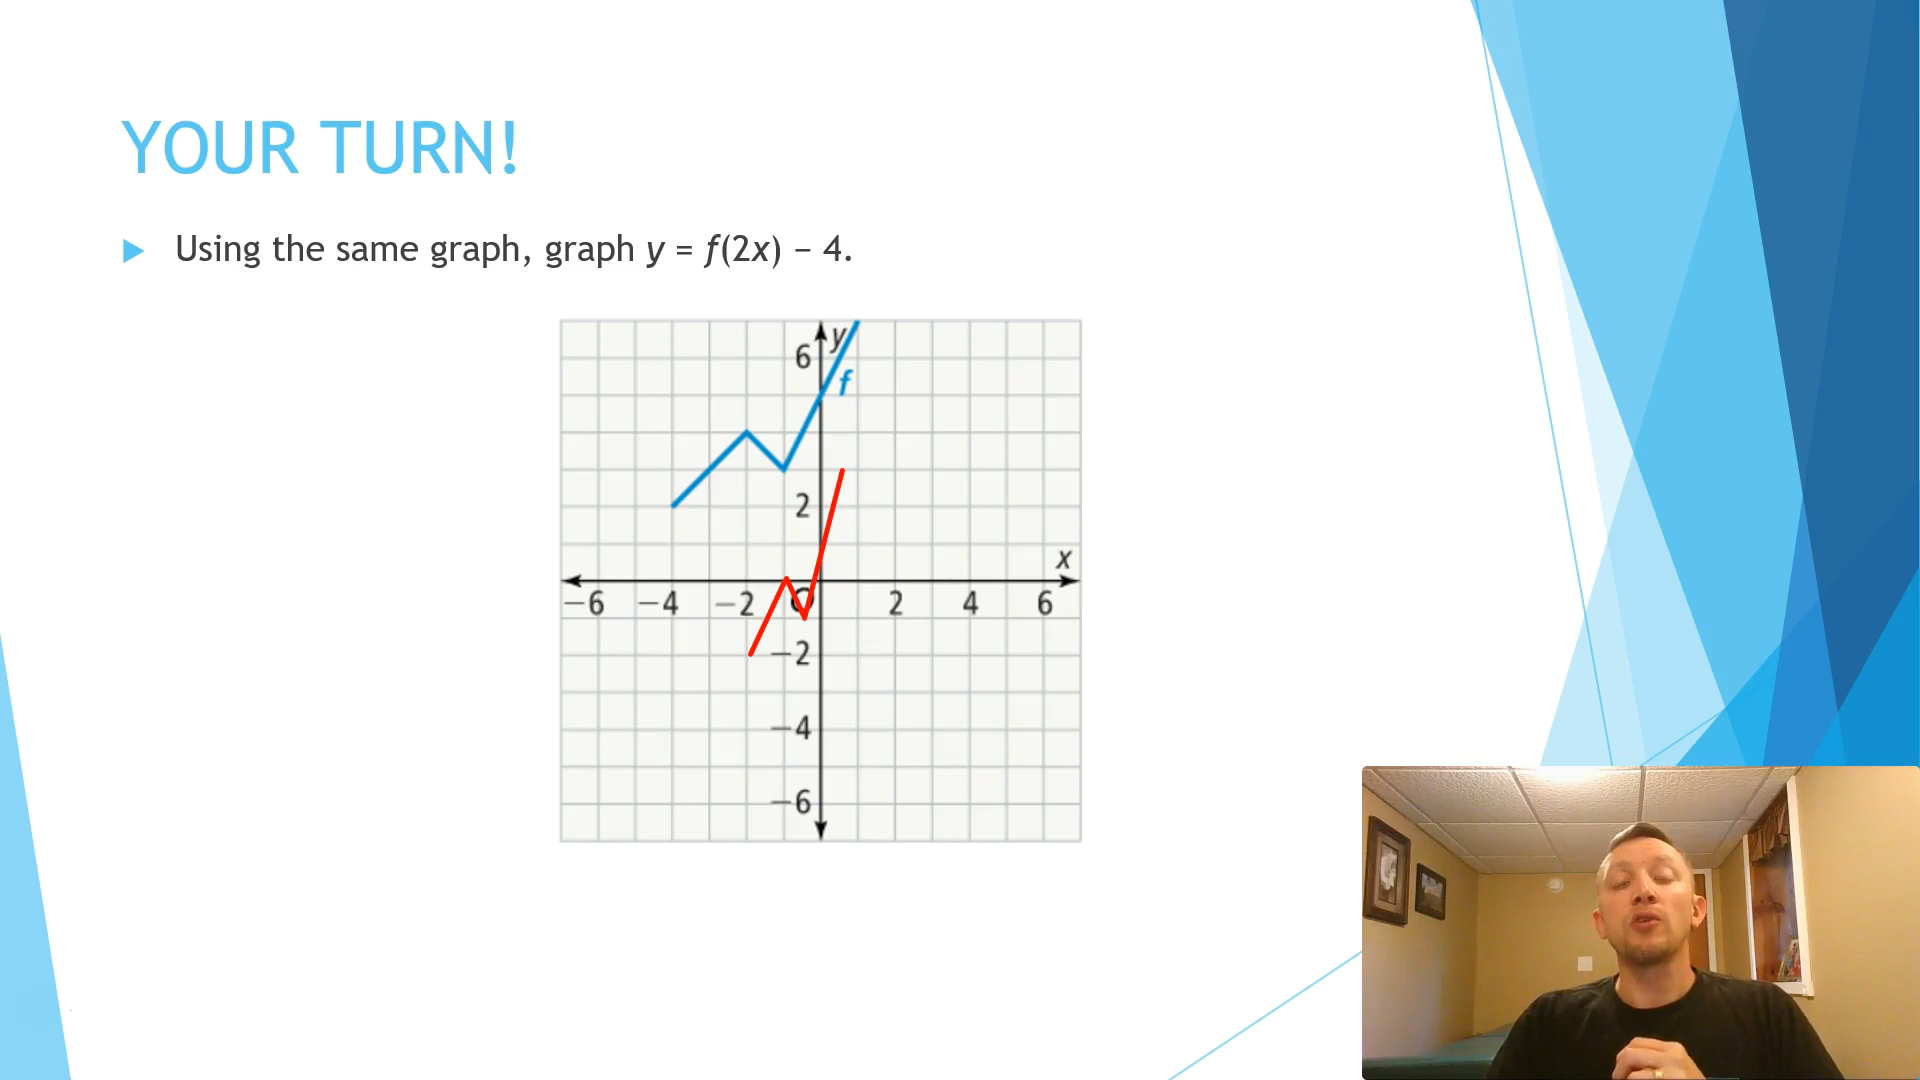 YOUR TURN!
Using the same graph, graph y = f(2x) − 4.
y
6
f
2
x
−6 −4 −2 O 2 4 6
−2
−4
−6